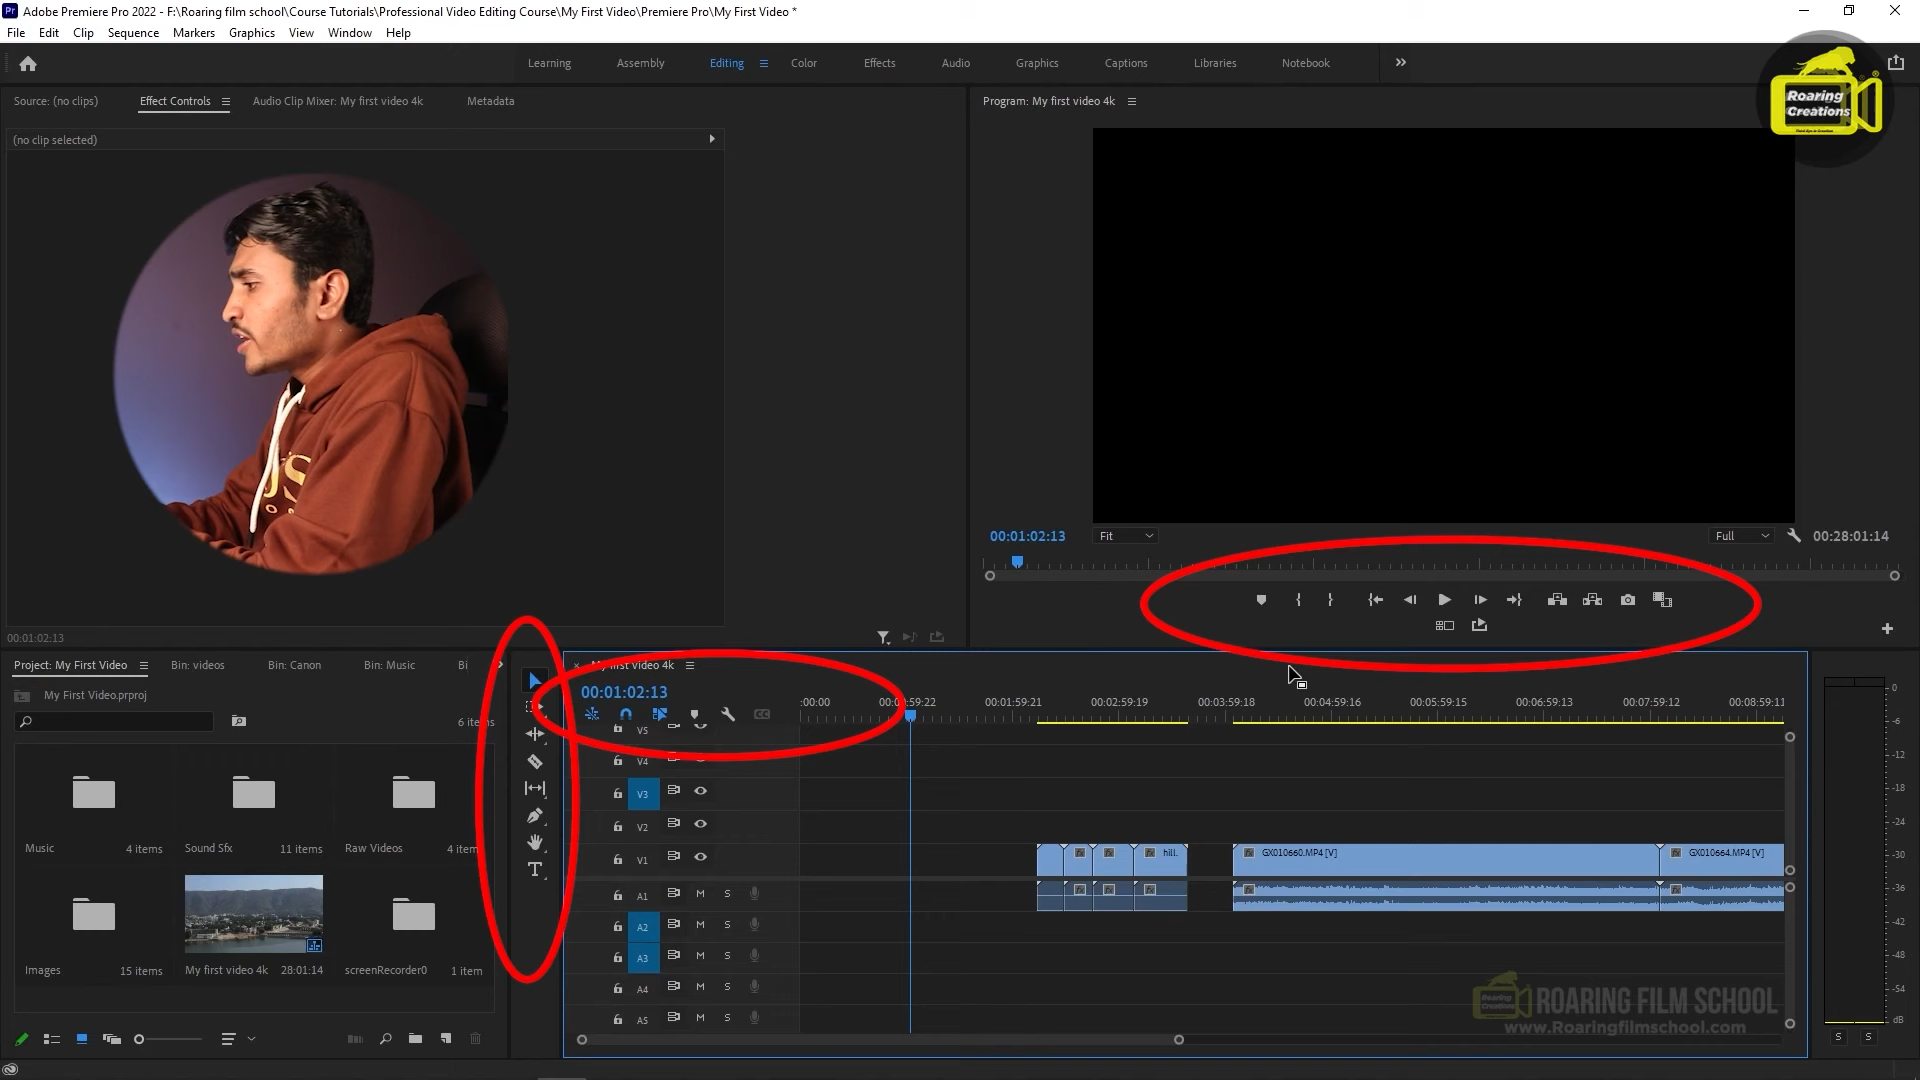 Adobe Premiere Pro 2022 - F:\Roaring film school\Course Tutorials\Professional Video Editing Course\My First Video\Premiere Pro\My First Video *
File Edit Clip Sequence Markers Graphics View Window Help
Learning Assembly Editing Color Effects Audio Graphics Captions Libraries Notebook
Roaring Creations
Source: (no clips) Effect Controls Audio Clip Mixer: My first video 4k Metadata
Program: My first video 4k
(no clip selected)
00:01:02:13 Fit Full 00:28:01:14
00:01:02:13
Project: My First Video Bin: videos Bin: Canon Bin: Music Bi
My First Video.prproj
6 items
Music 4 items Sound Sfx 11 items Raw Videos 4 item
Images 15 items My first video 4k 28:01:14 screenRecorder0 1 item
My first video 4k
00:01:02:13
:00:00 00:00:59:22 00:01:59:21 00:02:59:19 00:03:59:18 00:04:59:16 00:05:59:15 00:06:59:13 00:07:59:12 00:08:59:11
V5
V4
V3
V2
V1 hill. GX010660.MP4 [V] GX010664.MP4 [V]
A1 M S
A2 M S
A3 M S
A4 M S
A5 M S
0
-6
-12
-18
-24
-30
-36
-42
-48
-54
dB
S S
ROARING FILM SCHOOL
www.Roaringfilmschool.com